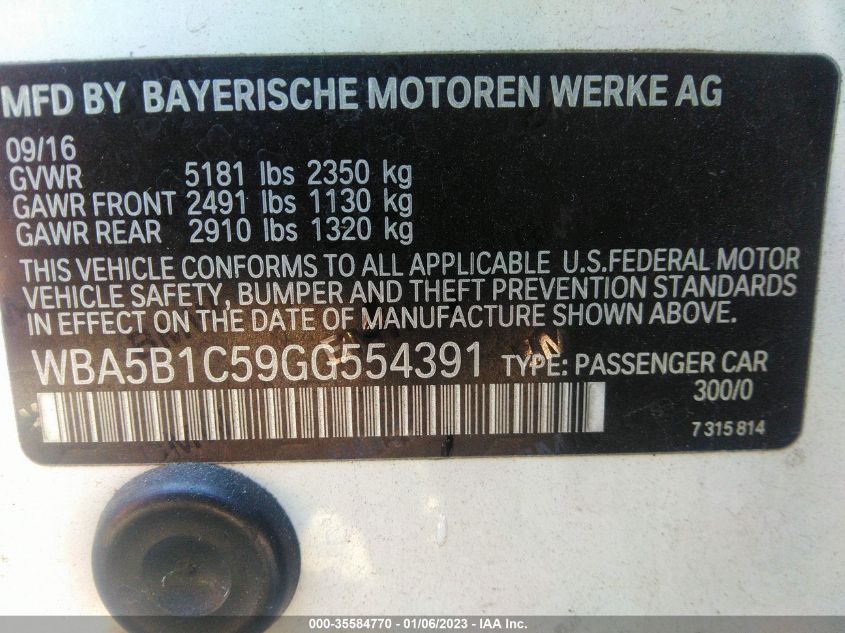 MFD BY BAYERISCHE MOTOREN WERKE AG
09/16
GVWR 5181 lbs 2350 kg
GAWR FRONT 2491 lbs 1130 kg
GAWR REAR 2910 lbs 1320 kg
THIS VEHICLE CONFORMS TO ALL APPLICABLE U.S.FEDERAL MOTOR
VEHICLE SAFETY, BUMPER AND THEFT PREVENTION STANDARDS
IN EFFECT ON THE DATE OF MANUFACTURE SHOWN ABOVE.
WBA5B1C59GG554391 TYPE: PASSENGER CAR
300/0
7 315 814
000-35584770 - 01/06/2023 - IAA Inc.